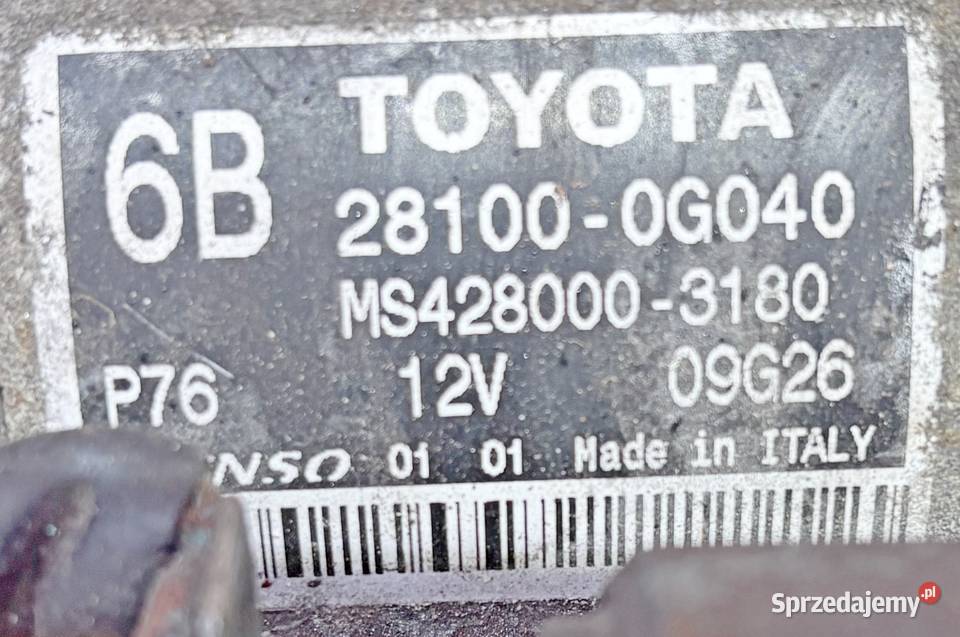 6B TOYOTA
28100-0G040
MS428000-3180
P76 12V 09G26
NSO 01 01 Made in ITALY
Sprzedajemy.pl